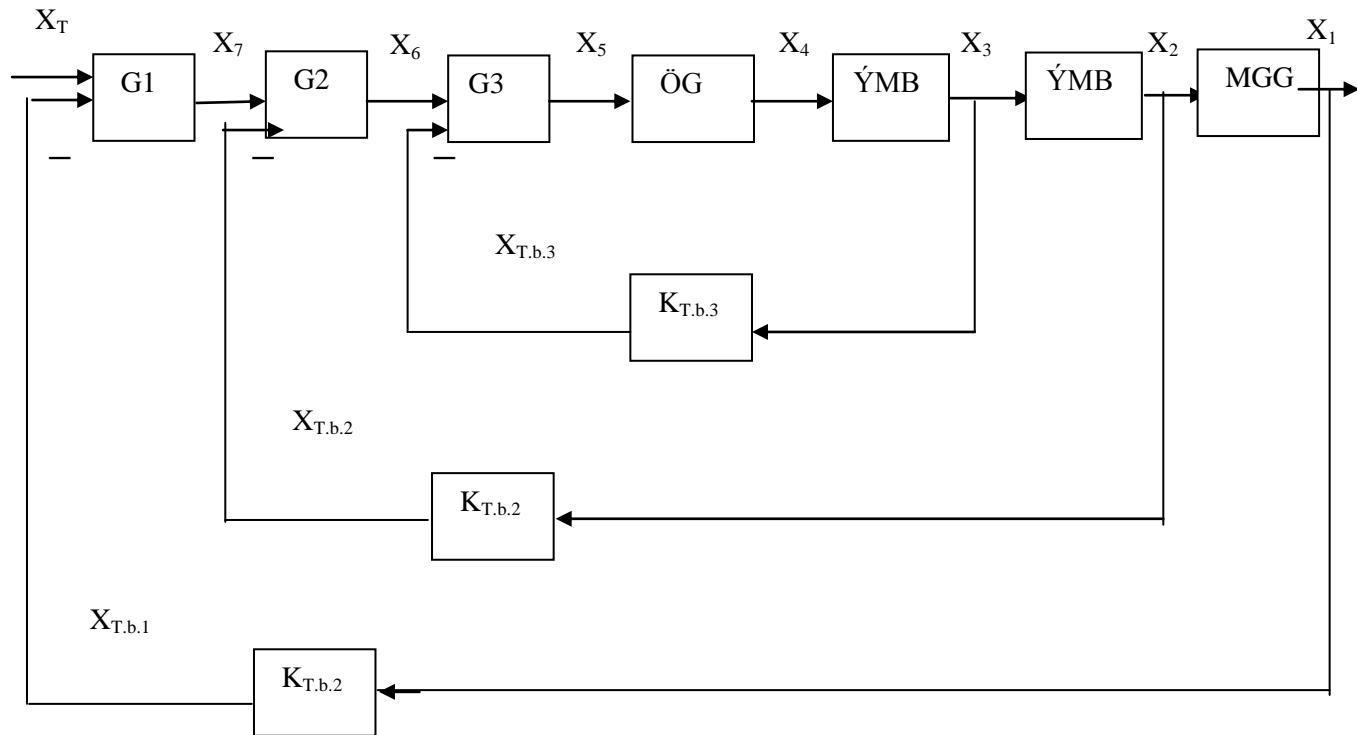 X_T X_7 X_6 X_5 X_4 X_3 X_2 X_1
G1 G2 G3 ÖG ÝMB ÝMB MGG
– – –
X_T.b.3
K_T.b.3
X_T.b.2
K_T.b.2
X_T.b.1
K_T.b.2